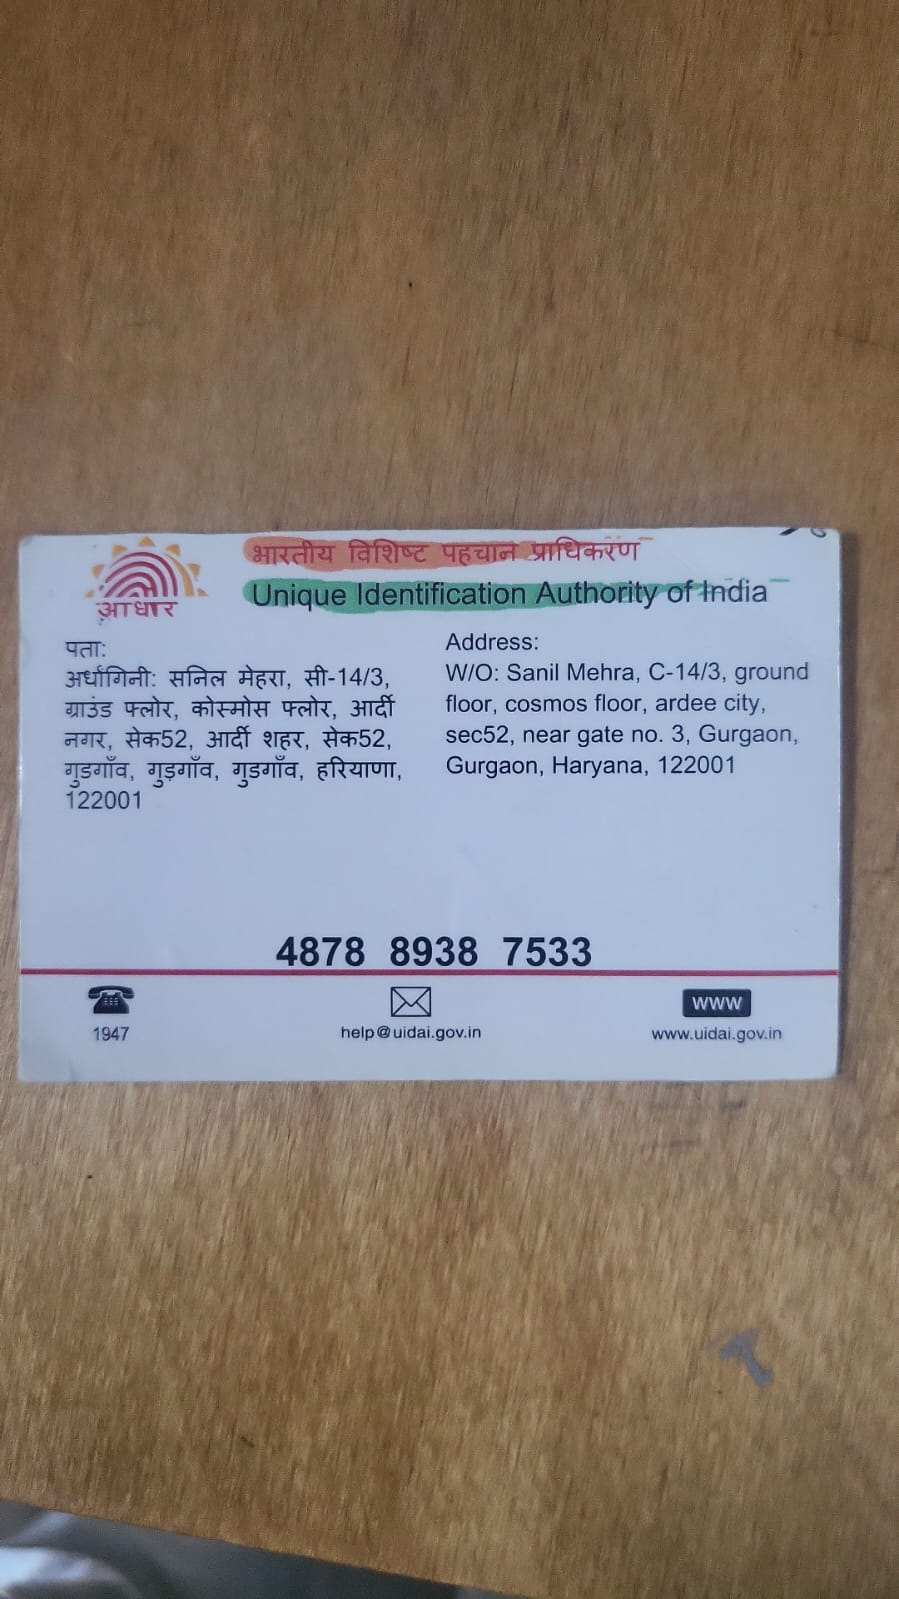 आधार
भारतीय विशिष्ट पहचान प्राधिकरण
Unique Identification Authority of India
पता:
अर्धांगिनी: सनिल मेहरा, सी-14/3,
ग्राउंड फ्लोर, कोस्मोस फ्लोर, आर्दी
नगर, सेक52, आर्दी शहर, सेक52,
गुडगाँव, गुड़गाँव, गुडगाँव, हरियाणा,
122001
Address:
W/O: Sanil Mehra, C-14/3, ground
floor, cosmos floor, ardee city,
sec52, near gate no. 3, Gurgaon,
Gurgaon, Haryana, 122001
4878 8938 7533
1947
help@uidai.gov.in
www
www.uidai.gov.in